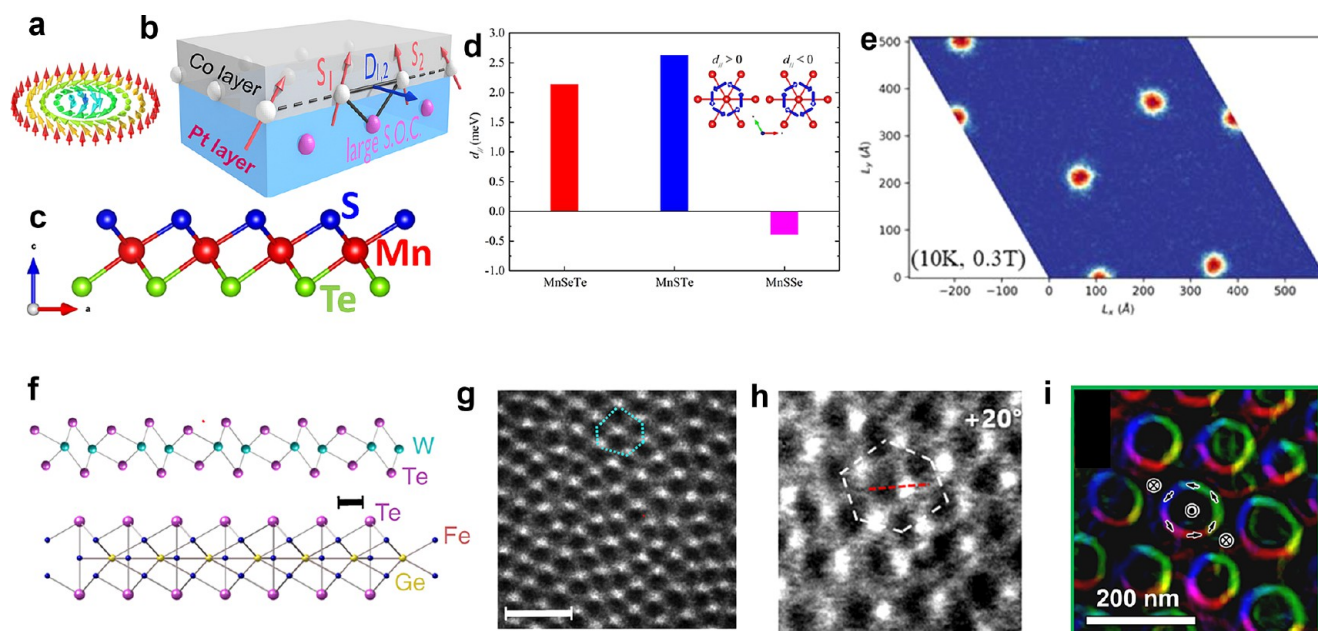 a
b
Co layer
S1
D1,2
S2
Pt layer
large S.O.C.
c
S
Mn
Te
c
a
d
3.0
2.5
2.0
1.5
1.0
0.5
0.0
-0.5
-1.0
d// (meV)
d// > 0
d// < 0
MnSeTe
MnSTe
MnSSe
e
500
400
300
200
100
0
Ly (Å)
(10K, 0.3T)
-200
-100
0
100
200
300
400
500
Lx (Å)
f
W
Te
Te
Fe
Ge
g
h
+20°
i
200 nm